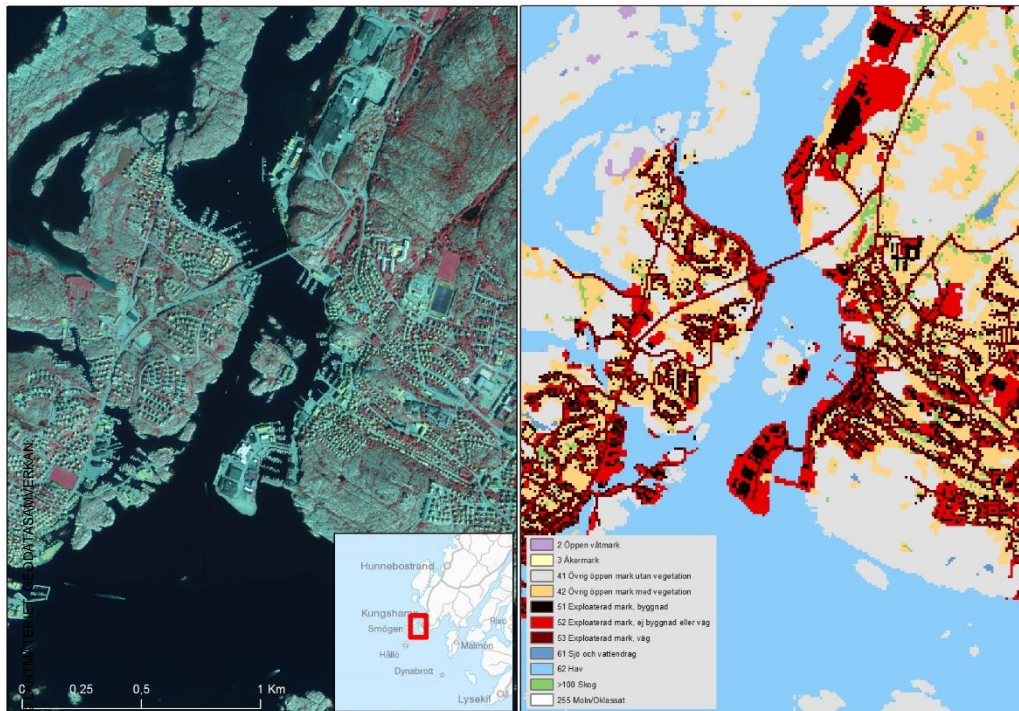 LANTMÄTERIET, GEODATASAMVERKAN
0 0,25 0,5 1 Km
Hunnebostrand
Kungshamn
Smögen
Hållö
Dynabrott
Malmön
Rixö
Lysekil
2 Öppen våtmark
3 Åkermark
41 Övrig öppen mark utan vegetation
42 Övrig öppen mark med vegetation
51 Exploaterad mark, byggnad
52 Exploaterad mark, ej byggnad eller väg
53 Exploaterad mark, väg
61 Sjö och vattendrag
62 Hav
>100 Skog
255 Moln/Oklassat